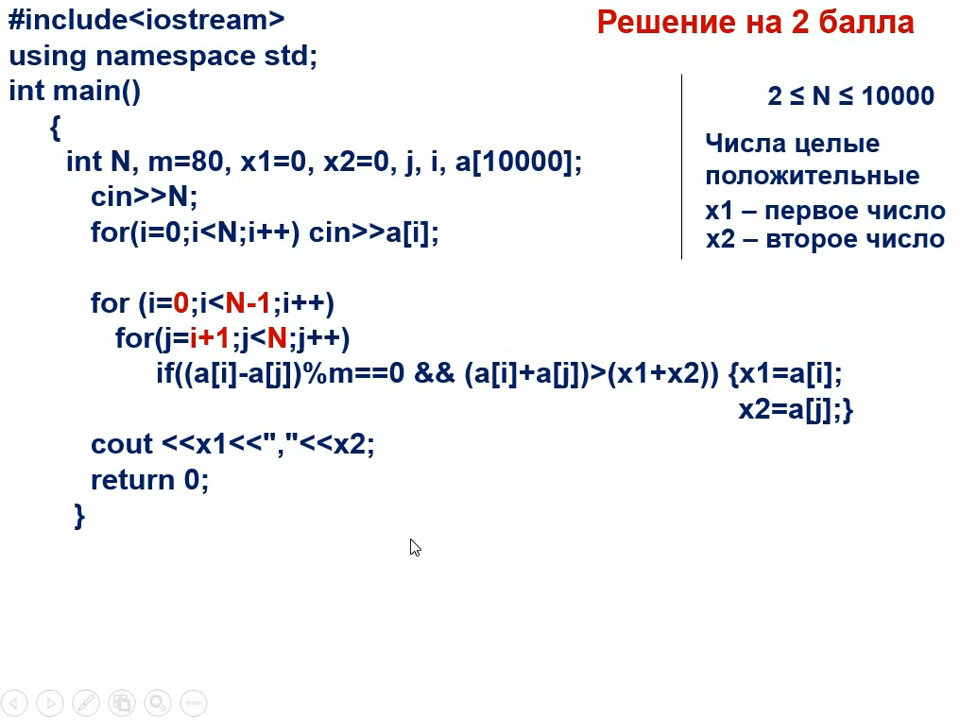 #include<iostream>
using namespace std;
int main()
{
int N, m=80, x1=0, x2=0, j, i, a[10000];
cin>>N;
for(i=0;i<N;i++) cin>>a[i];
for (i=0;i<N-1;i++)
for(j=i+1;j<N;j++)
if((a[i]-a[j])%m==0 && (a[i]+a[j])>(x1+x2)) {x1=a[i];
x2=a[j];}
cout <<x1<<","<<x2;
return 0;
}
Решение на 2 балла
2 ≤ N ≤ 10000
Числа целые
положительные
x1 – первое число
x2 – второе число